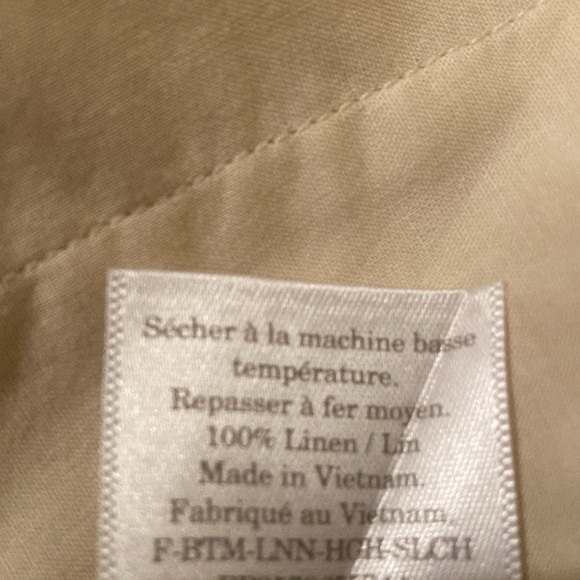 Sécher à la machine basse
température.
Repasser à fer moyen.
100% Linen / Lin
Made in Vietnam.
Fabriqué au Vietnam.
F-BTM-LNN-HGH-SLCH